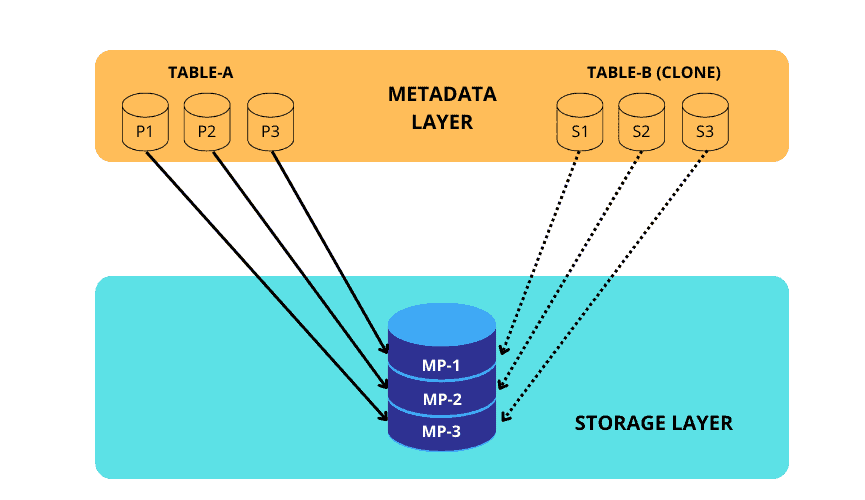 TABLE-A
TABLE-B (CLONE)
METADATA
LAYER
P1
P2
P3
S1
S2
S3
MP-1
MP-2
MP-3
STORAGE LAYER